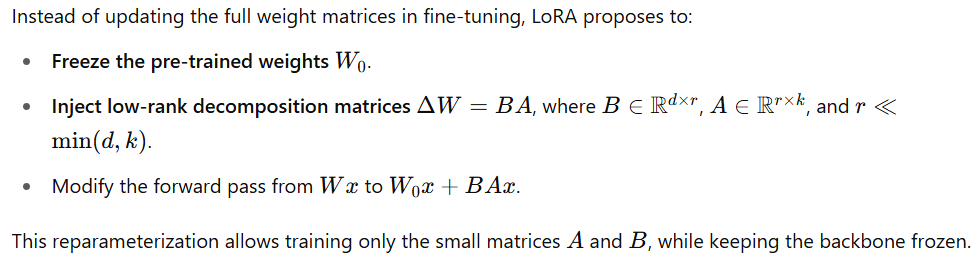 Instead of updating the full weight matrices in fine-tuning, LoRA proposes to:
• Freeze the pre-trained weights W₀.
• Inject low-rank decomposition matrices ΔW = BA, where B ∈ ℝ^{d×r}, A ∈ ℝ^{r×k}, and r ≪
min(d, k).
• Modify the forward pass from Wx to W₀x + BAx.
This reparameterization allows training only the small matrices A and B, while keeping the backbone frozen.